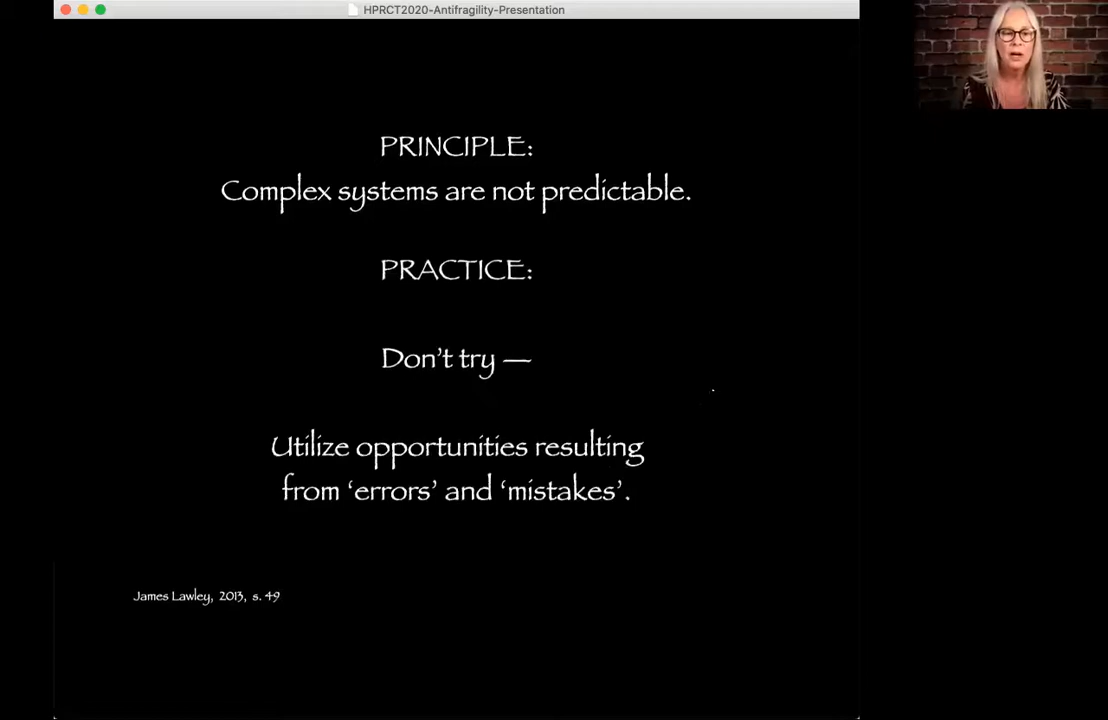 HPRCT2020-Antifragility-Presentation
PRINCIPLE:
Complex systems are not predictable.
PRACTICE:
Don’t try —
Utilize opportunities resulting
from ‘errors’ and ‘mistakes’.
James Lawley, 2013, s. 49